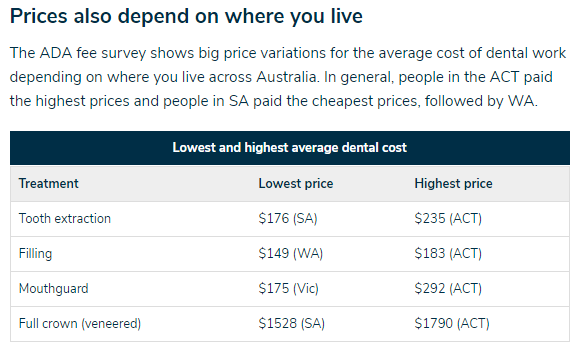 Prices also depend on where you live
The ADA fee survey shows big price variations for the average cost of dental work
depending on where you live across Australia. In general, people in the ACT paid
the highest prices and people in SA paid the cheapest prices, followed by WA.
Lowest and highest average dental cost
Treatment Lowest price Highest price
Tooth extraction $176 (SA) $235 (ACT)
Filling $149 (WA) $183 (ACT)
Mouthguard $175 (Vic) $292 (ACT)
Full crown (veneered) $1528 (SA) $1790 (ACT)